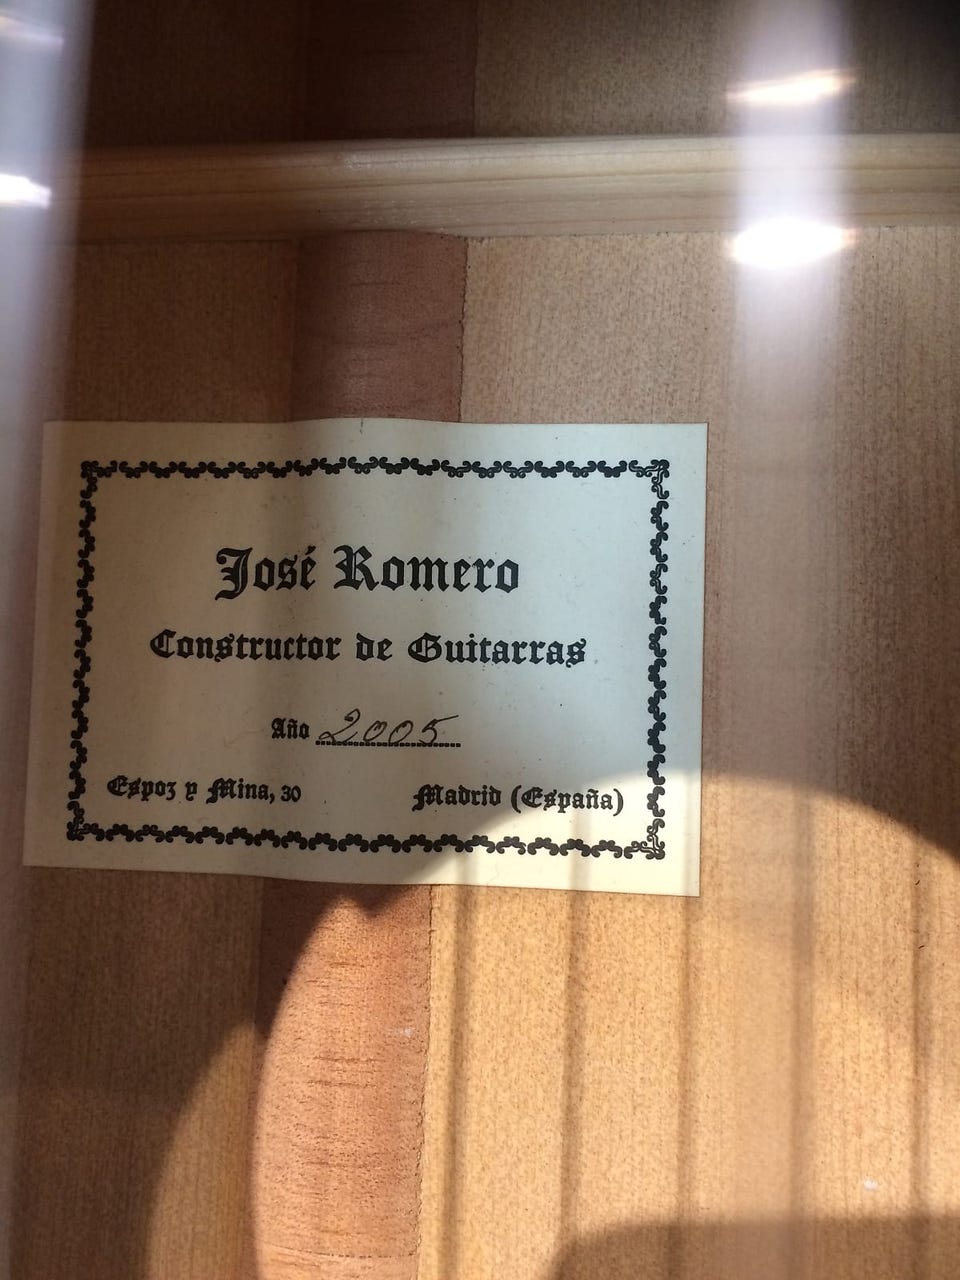 José Romero
Constructor de Guitarras
Año 2005
Espoz y Mina, 30 Madrid (España)